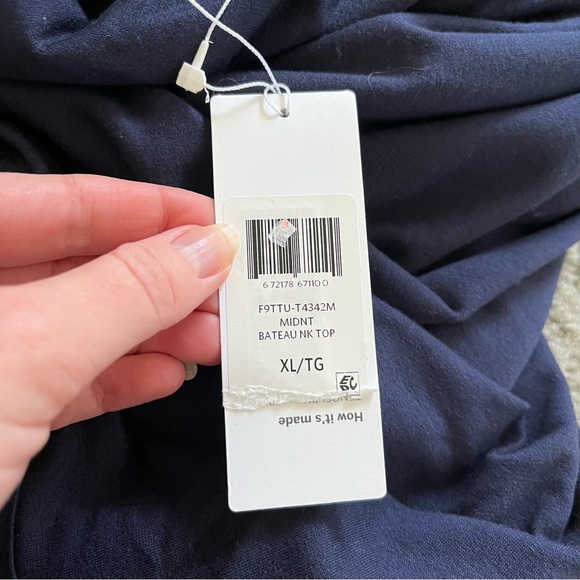 6 72178 67110 0
F9TTU-T4342M
MIDNT
BATEAU NK TOP
XL/TG
How it's made